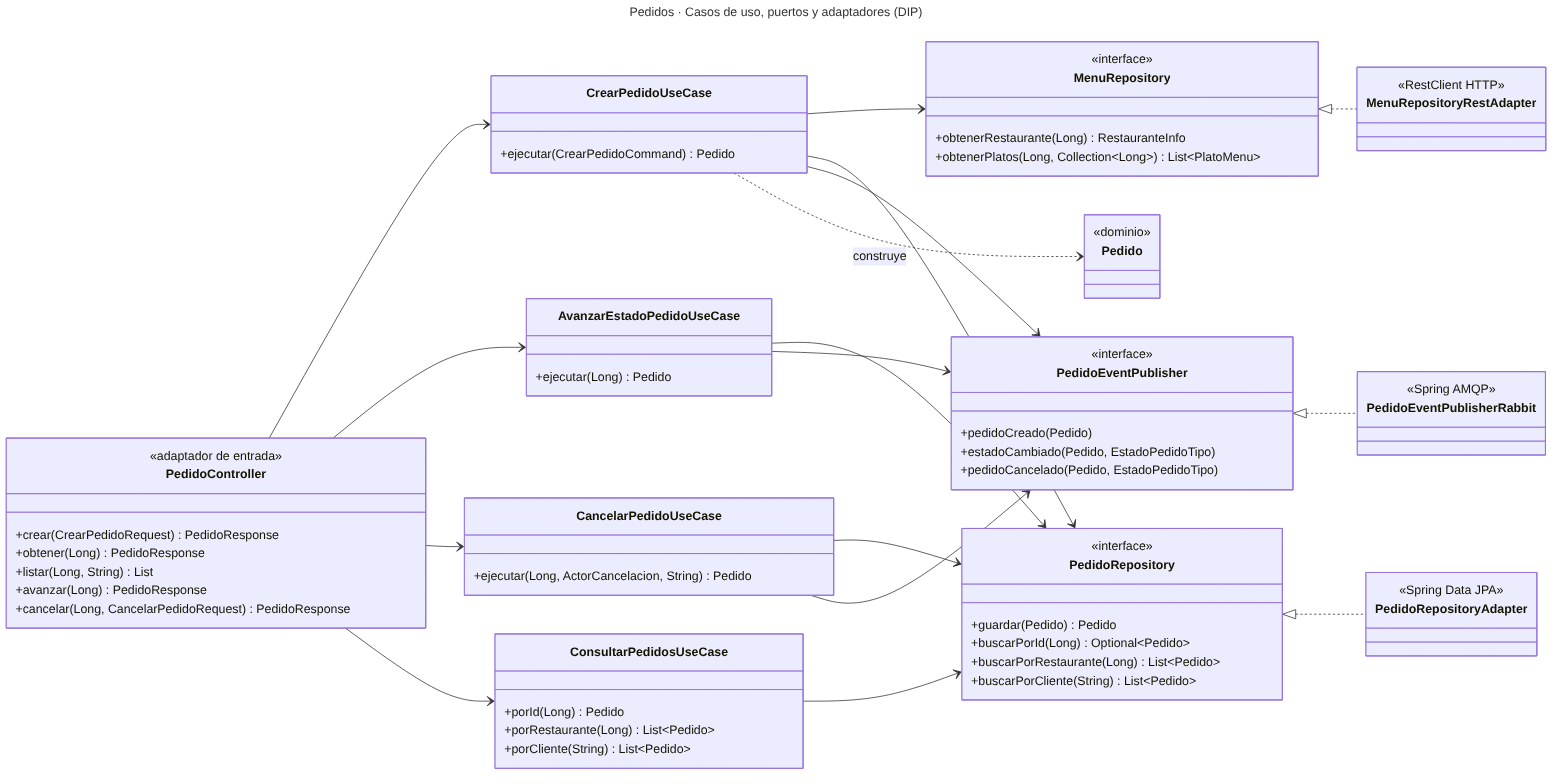 Pedidos · Casos de uso, puertos y adaptadores (DIP)
«adaptador de entrada»
PedidoController
+crear(CrearPedidoRequest) : PedidoResponse
+obtener(Long) : PedidoResponse
+listar(Long, String) : List
+avanzar(Long) : PedidoResponse
+cancelar(Long, CancelarPedidoRequest) : PedidoResponse
CrearPedidoUseCase
+ejecutar(CrearPedidoCommand) : Pedido
AvanzarEstadoPedidoUseCase
+ejecutar(Long) : Pedido
CancelarPedidoUseCase
+ejecutar(Long, ActorCancelacion, String) : Pedido
ConsultarPedidosUseCase
+porId(Long) : Pedido
+porRestaurante(Long) : List<Pedido>
+porCliente(String) : List<Pedido>
construye
«interface»
MenuRepository
+obtenerRestaurante(Long) : RestauranteInfo
+obtenerPlatos(Long, Collection<Long>) : List<PlatoMenu>
«dominio»
Pedido
«interface»
PedidoEventPublisher
+pedidoCreado(Pedido)
+estadoCambiado(Pedido, EstadoPedidoTipo)
+pedidoCancelado(Pedido, EstadoPedidoTipo)
«interface»
PedidoRepository
+guardar(Pedido) : Pedido
+buscarPorId(Long) : Optional<Pedido>
+buscarPorRestaurante(Long) : List<Pedido>
+buscarPorCliente(String) : List<Pedido>
«RestClient HTTP»
MenuRepositoryRestAdapter
«Spring AMQP»
PedidoEventPublisherRabbit
«Spring Data JPA»
PedidoRepositoryAdapter